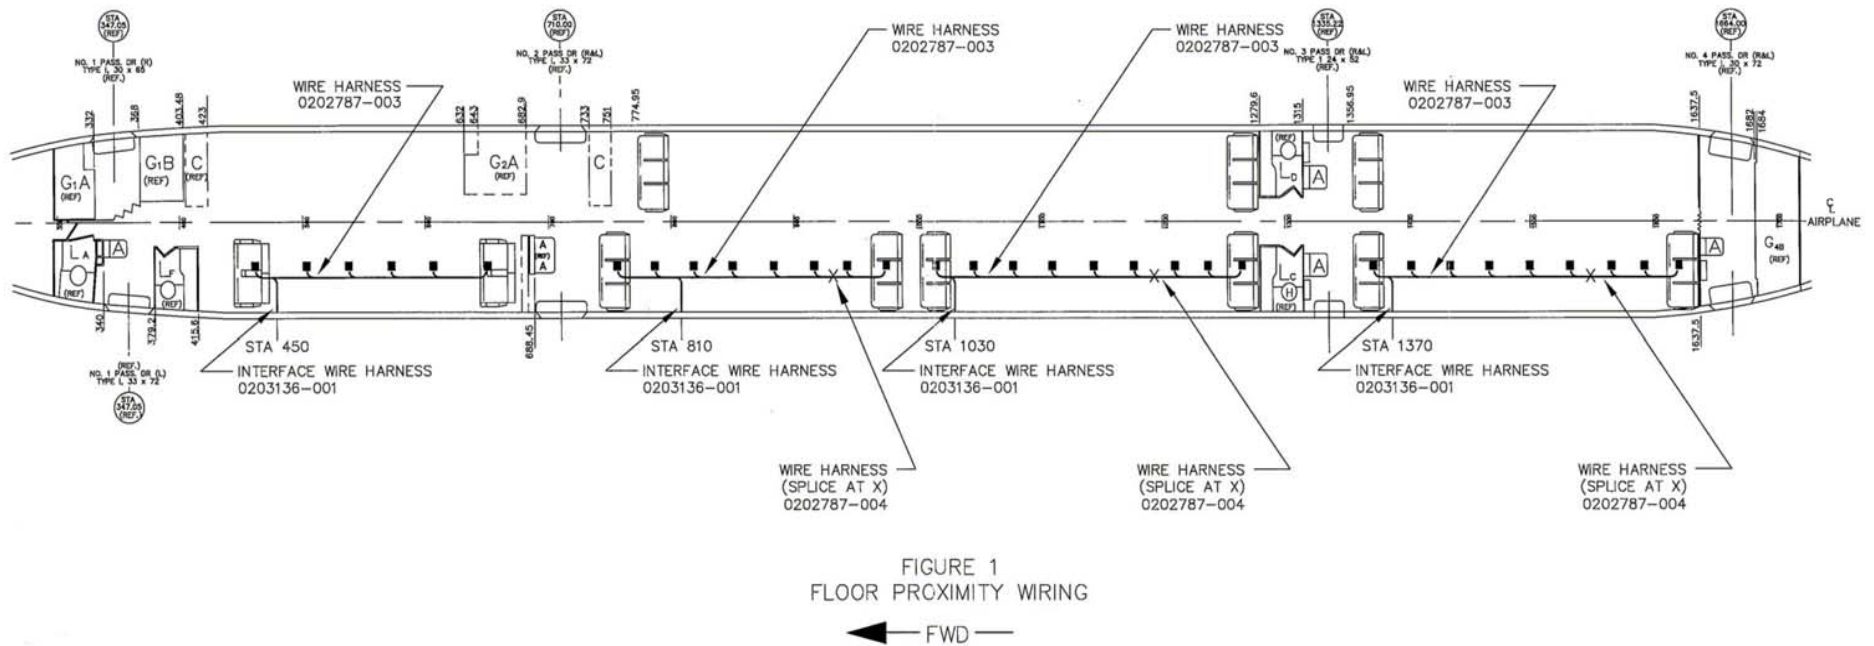 STA
347.05
(REF)
NO. 1 PASS. DR (R)
TYPE I, 30 x 65
(REF.)
STA
710.00
(REF)
NO. 2 PASS DR (R&L)
TYPE I, 33 x 72
(REF.)
WIRE HARNESS
0202787-003
WIRE HARNESS
0202787-003
STA
1335.22
(REF)
NO. 3 PASS DR (R&L)
TYPE 1 24 x 52
(REF.)
STA
1664.00
(REF)
NO. 4 PASS. DR (R&L)
TYPE I, 30 x 72
(REF.)
WIRE HARNESS
0202787-003
WIRE HARNESS
0202787-003
332
368
403.48
423
632
643
682.9
733
751
774.95
1279.6
1315
1356.95
1637.5
1682
1684
G1A
(REF)
G1B
(REF)
C
(REF)
G2A
(REF)
C
(REF)
LD
A
CL
AIRPLANE
LA
(REF)
A
LF
(REF)
A
(REF)
A
LC
H
(REF)
A
A
G4B
(REF)
X
X
X
340
379.2
415.6
688.45
1637.5
STA 450
STA 810
STA 1030
STA 1370
INTERFACE WIRE HARNESS
0203136-001
INTERFACE WIRE HARNESS
0203136-001
INTERFACE WIRE HARNESS
0203136-001
INTERFACE WIRE HARNESS
0203136-001
(REF.)
NO. 1 PASS. DR (L)
TYPE I, 33 x 72
STA
347.05
(REF.)
WIRE HARNESS
(SPLICE AT X)
0202787-004
WIRE HARNESS
(SPLICE AT X)
0202787-004
WIRE HARNESS
(SPLICE AT X)
0202787-004
FIGURE 1
FLOOR PROXIMITY WIRING
FWD